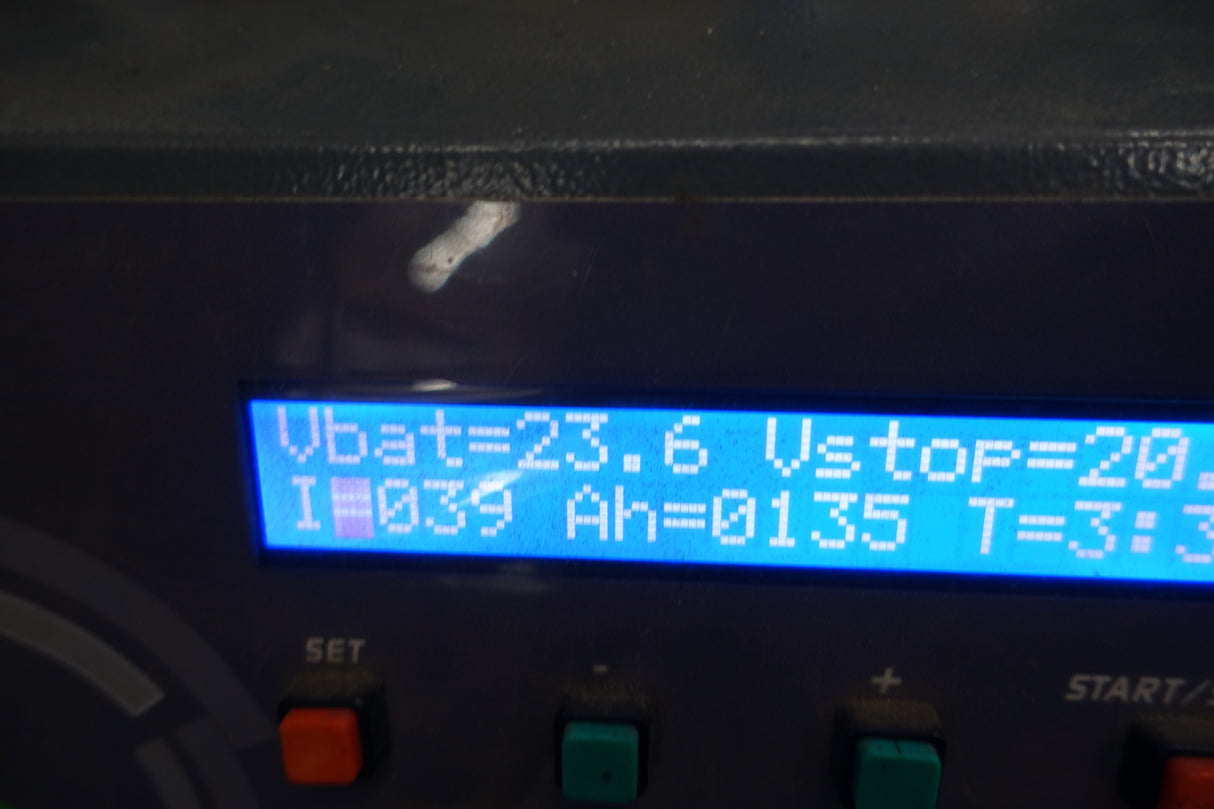 Vbat=23.6 Vstop=20.
I=039 Ah=0135 T=3:3
SET
-
+
START/